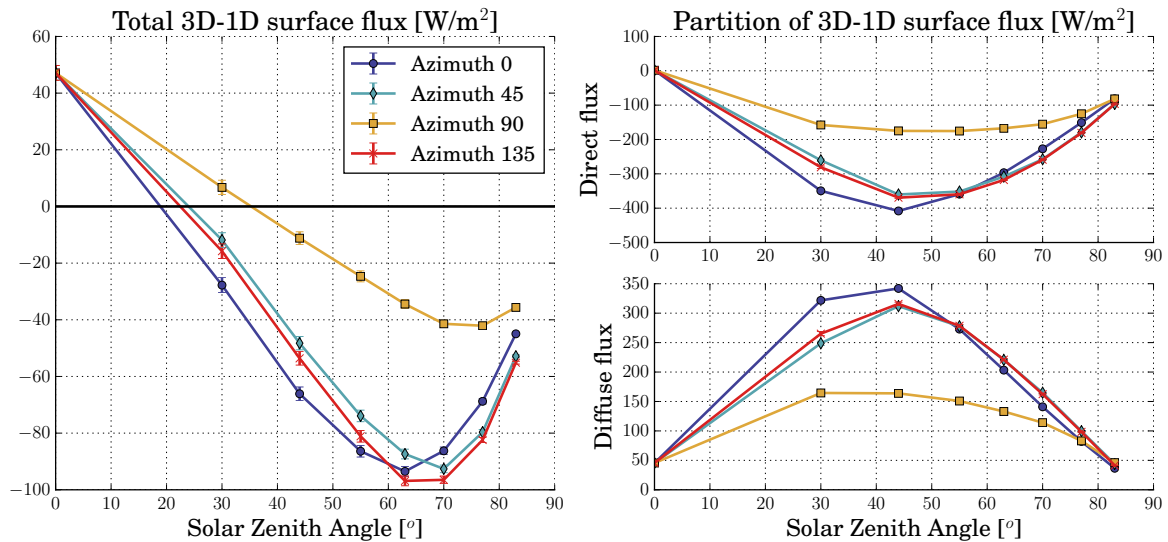 Total 3D-1D surface flux [W/m²]
60
40
20
0
−20
−40
−60
−80
−100
0 10 20 30 40 50 60 70 80 90
Solar Zenith Angle [°]
Azimuth 0
Azimuth 45
Azimuth 90
Azimuth 135
Partition of 3D-1D surface flux [W/m²]
Direct flux
100
0
−100
−200
−300
−400
−500
0 10 20 30 40 50 60 70 80 90
Diffuse flux
350
300
250
200
150
100
50
0
0 10 20 30 40 50 60 70 80 90
Solar Zenith Angle [°]